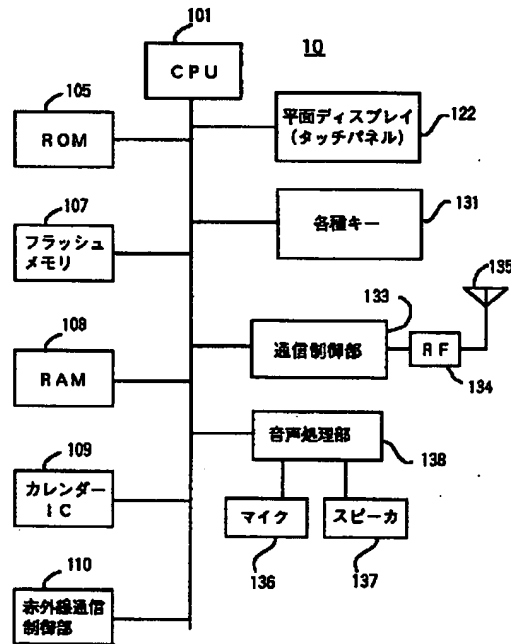 101
10
CPU
105
ROM
平面ディスプレイ
(タッチパネル)
122
107
フラッシュ
メモリ
131
各種キー
135
133
108
RAM
通信制御部
RF
134
音声処理部
138
109
カレンダー
IC
マイク
スピーカ
136
137
110
赤外線通信
制御部